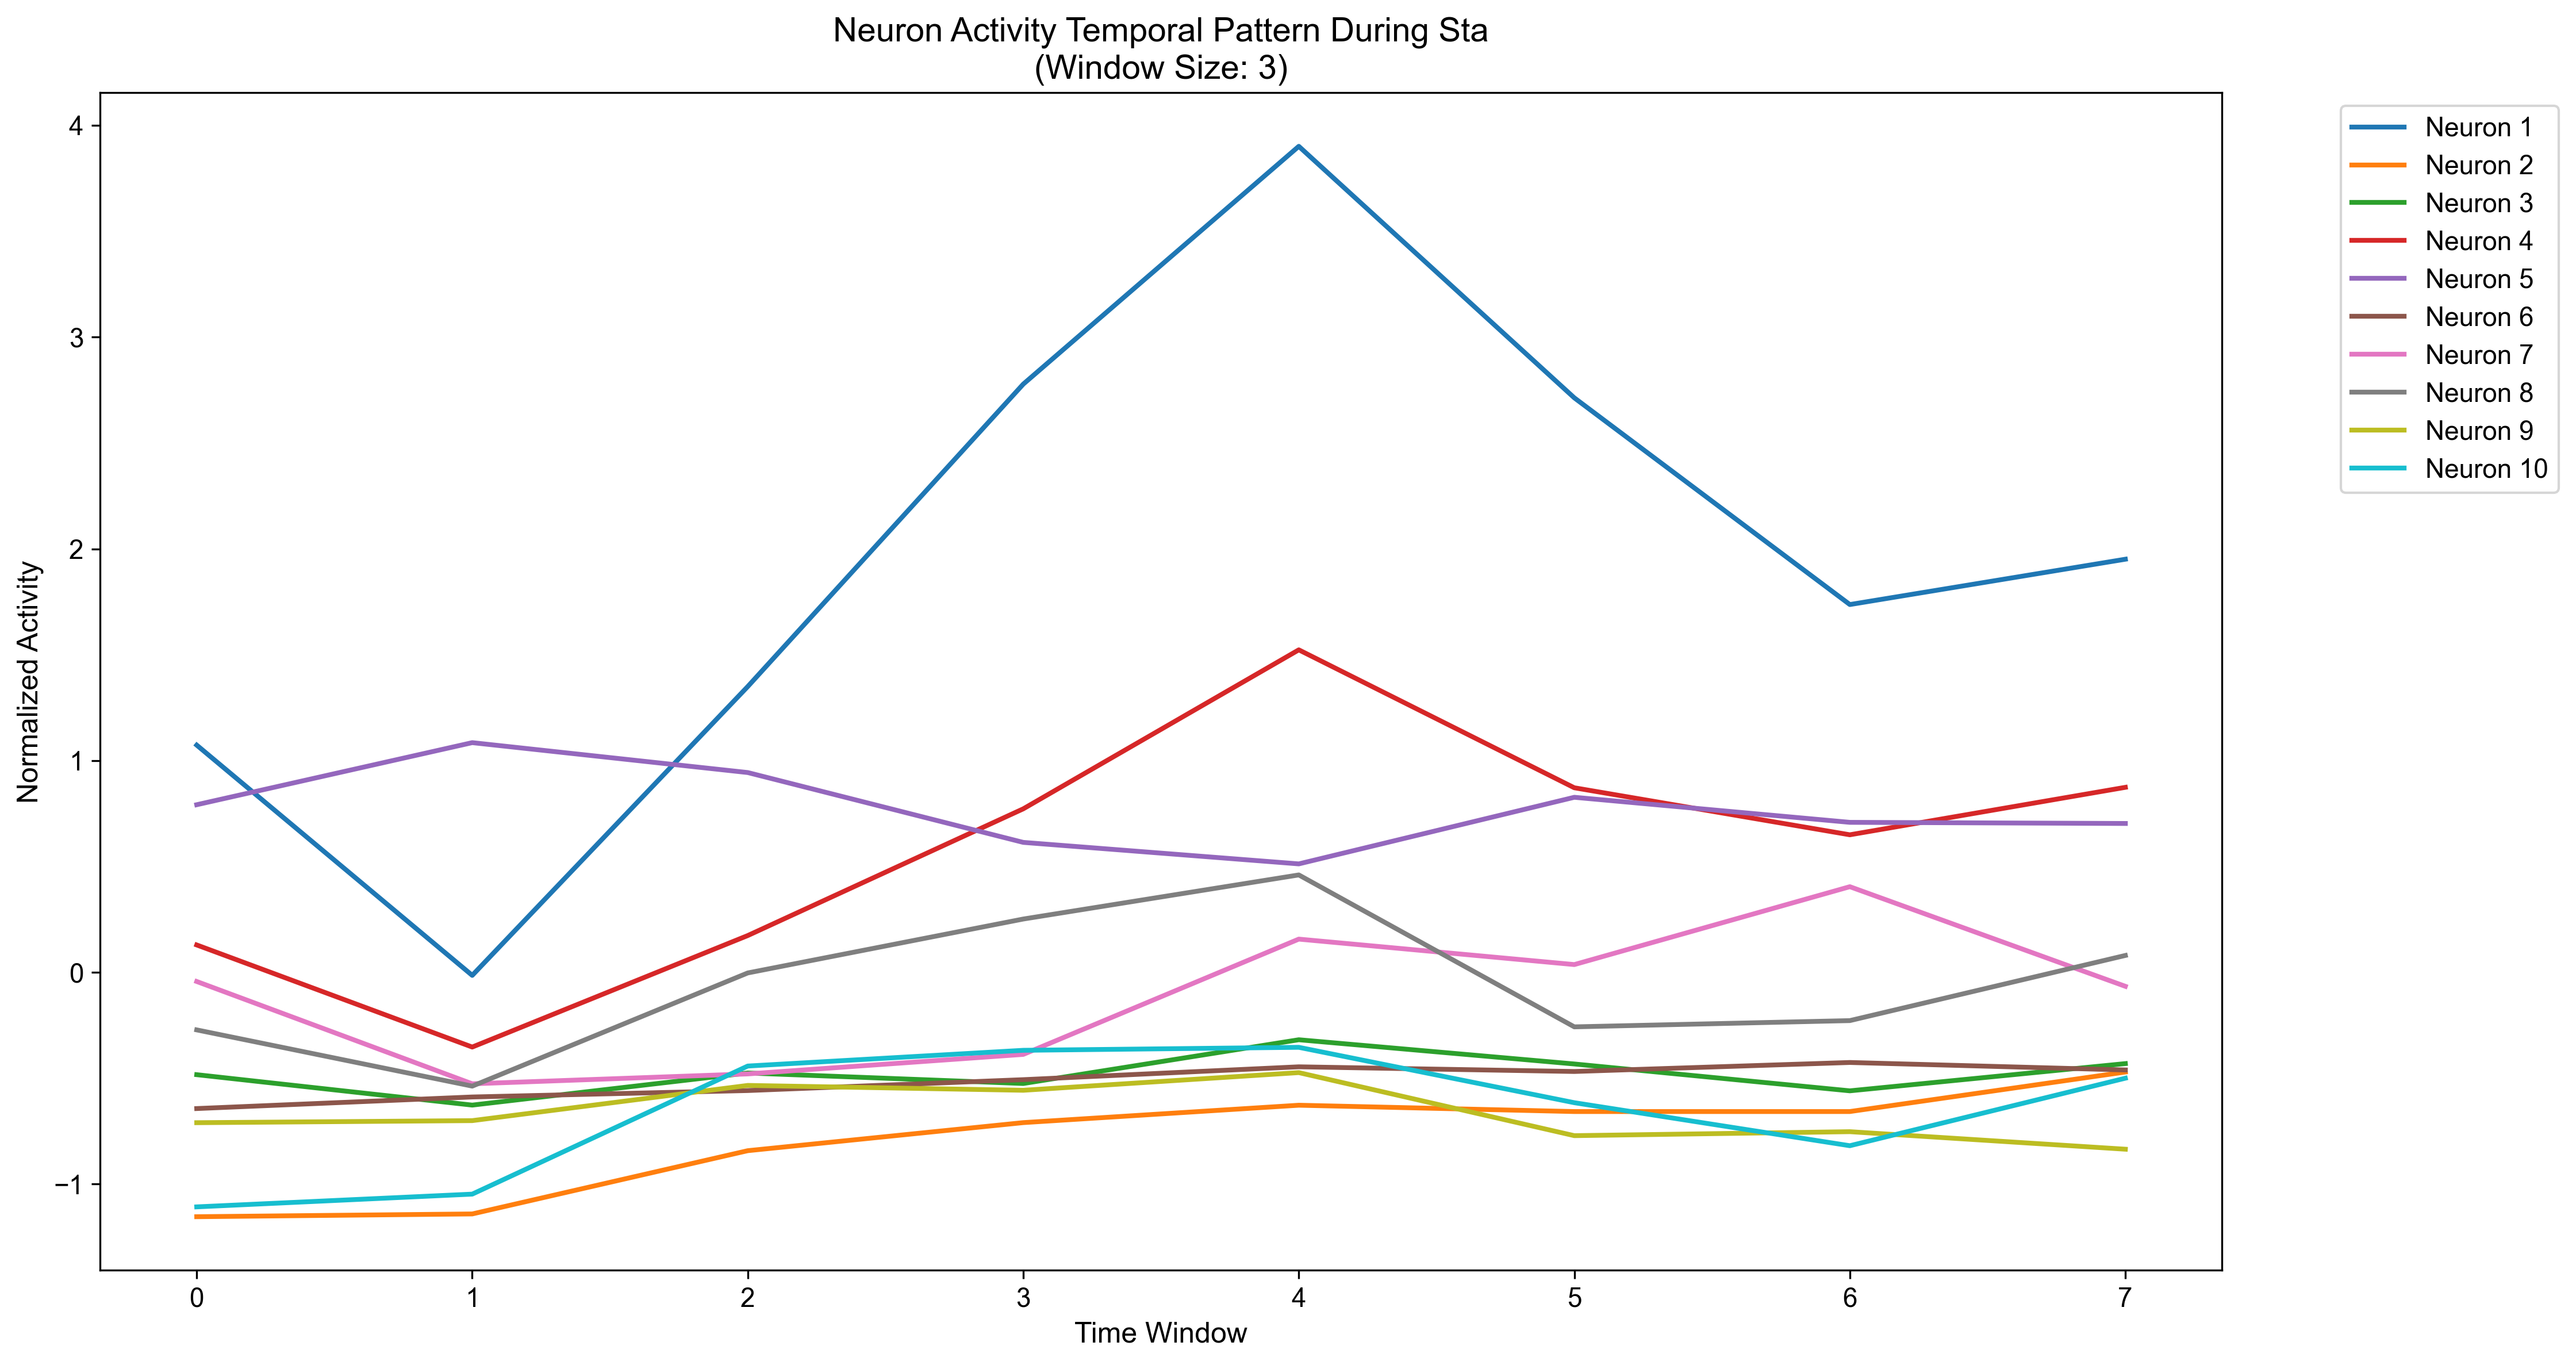 Neuron Activity Temporal Pattern During Sta
(Window Size: 3)
4
3
2
1
0
−1
Normalized Activity
0 1 2 3 4 5 6 7
Time Window
Neuron 1
Neuron 2
Neuron 3
Neuron 4
Neuron 5
Neuron 6
Neuron 7
Neuron 8
Neuron 9
Neuron 10